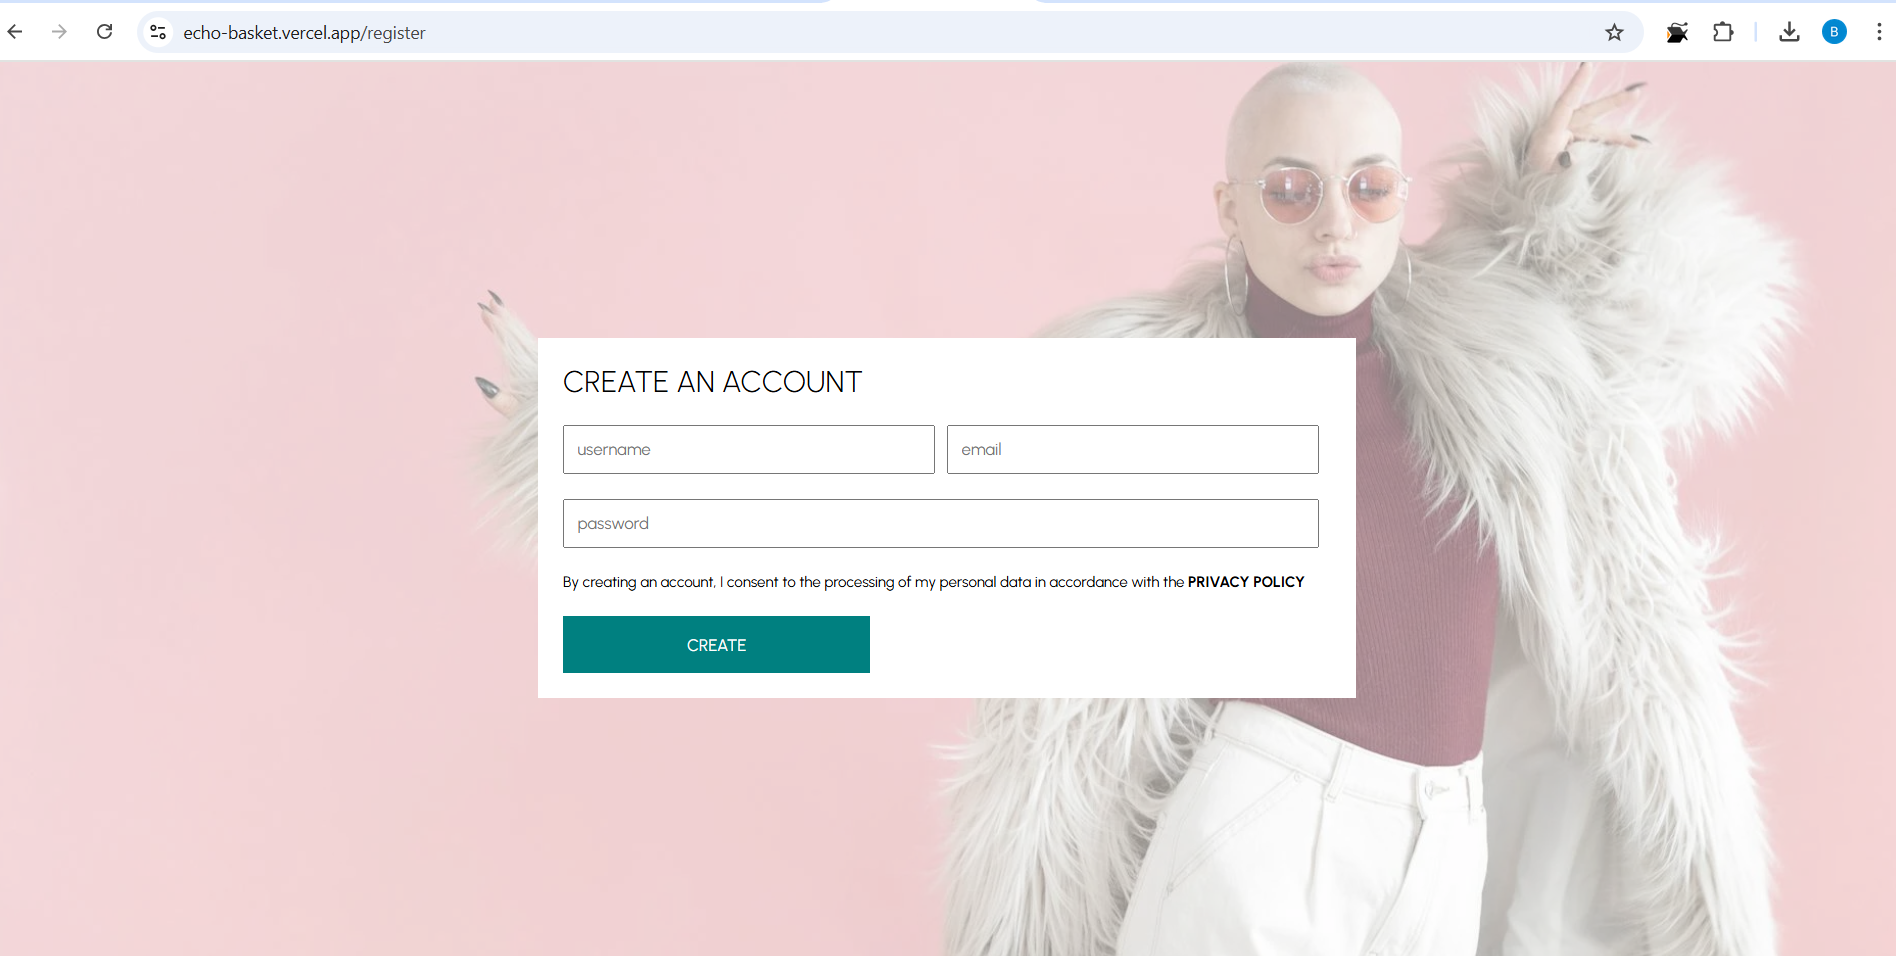 echo-basket.vercel.app/register
B
CREATE AN ACCOUNT
username
email
password
By creating an account, I consent to the processing of my personal data in accordance with the PRIVACY POLICY
CREATE